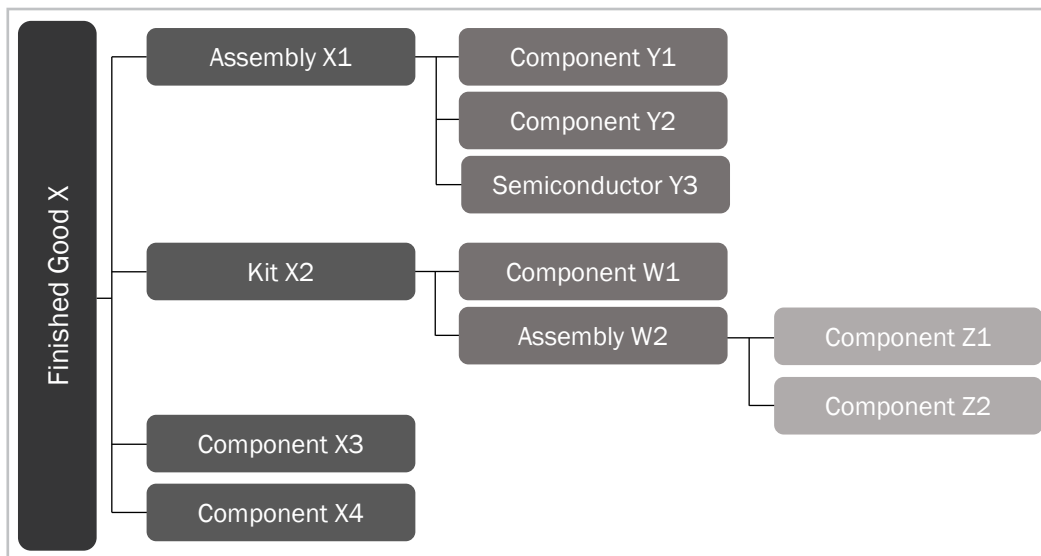 Finished Good X
Assembly X1
Component Y1
Component Y2
Semiconductor Y3
Kit X2
Component W1
Assembly W2
Component Z1
Component Z2
Component X3
Component X4